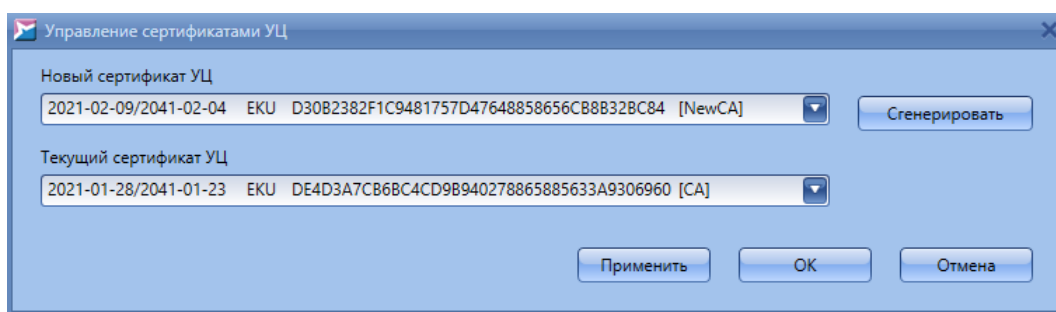 Управление сертификатами УЦ
Новый сертификат УЦ
2021-02-09/2041-02-04 EKU D30B2382F1C9481757D47648858656CB8B32BC84 [NewCA]
Сгенерировать
Текущий сертификат УЦ
2021-01-28/2041-01-23 EKU DE4D3A7CB6BC4CD9B940278865885633A9306960 [CA]
Применить
ОК
Отмена